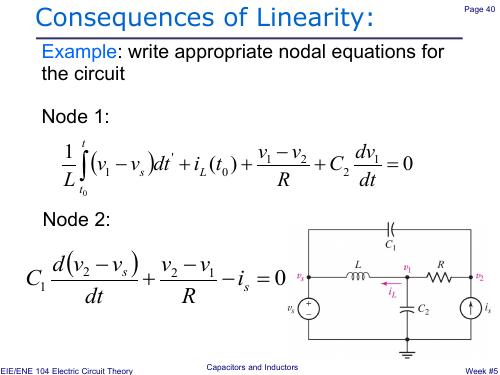 Page 40
Consequences of Linearity:
Example: write appropriate nodal equations for
the circuit
Node 1:
\frac{1}{L} \int_{t_0}^{t} (v_1 - v_s) dt' + i_L(t_0) + \frac{v_1 - v_2}{R} + C_2 \frac{dv_1}{dt} = 0
Node 2:
C_1 \frac{d(v_2 - v_s)}{dt} + \frac{v_2 - v_1}{R} - i_s = 0
C_1
L v_1 R
v_s v_2
i_L
v_s + − C_2 i_s
EIE/ENE 104 Electric Circuit Theory Capacitors and Inductors Week #5